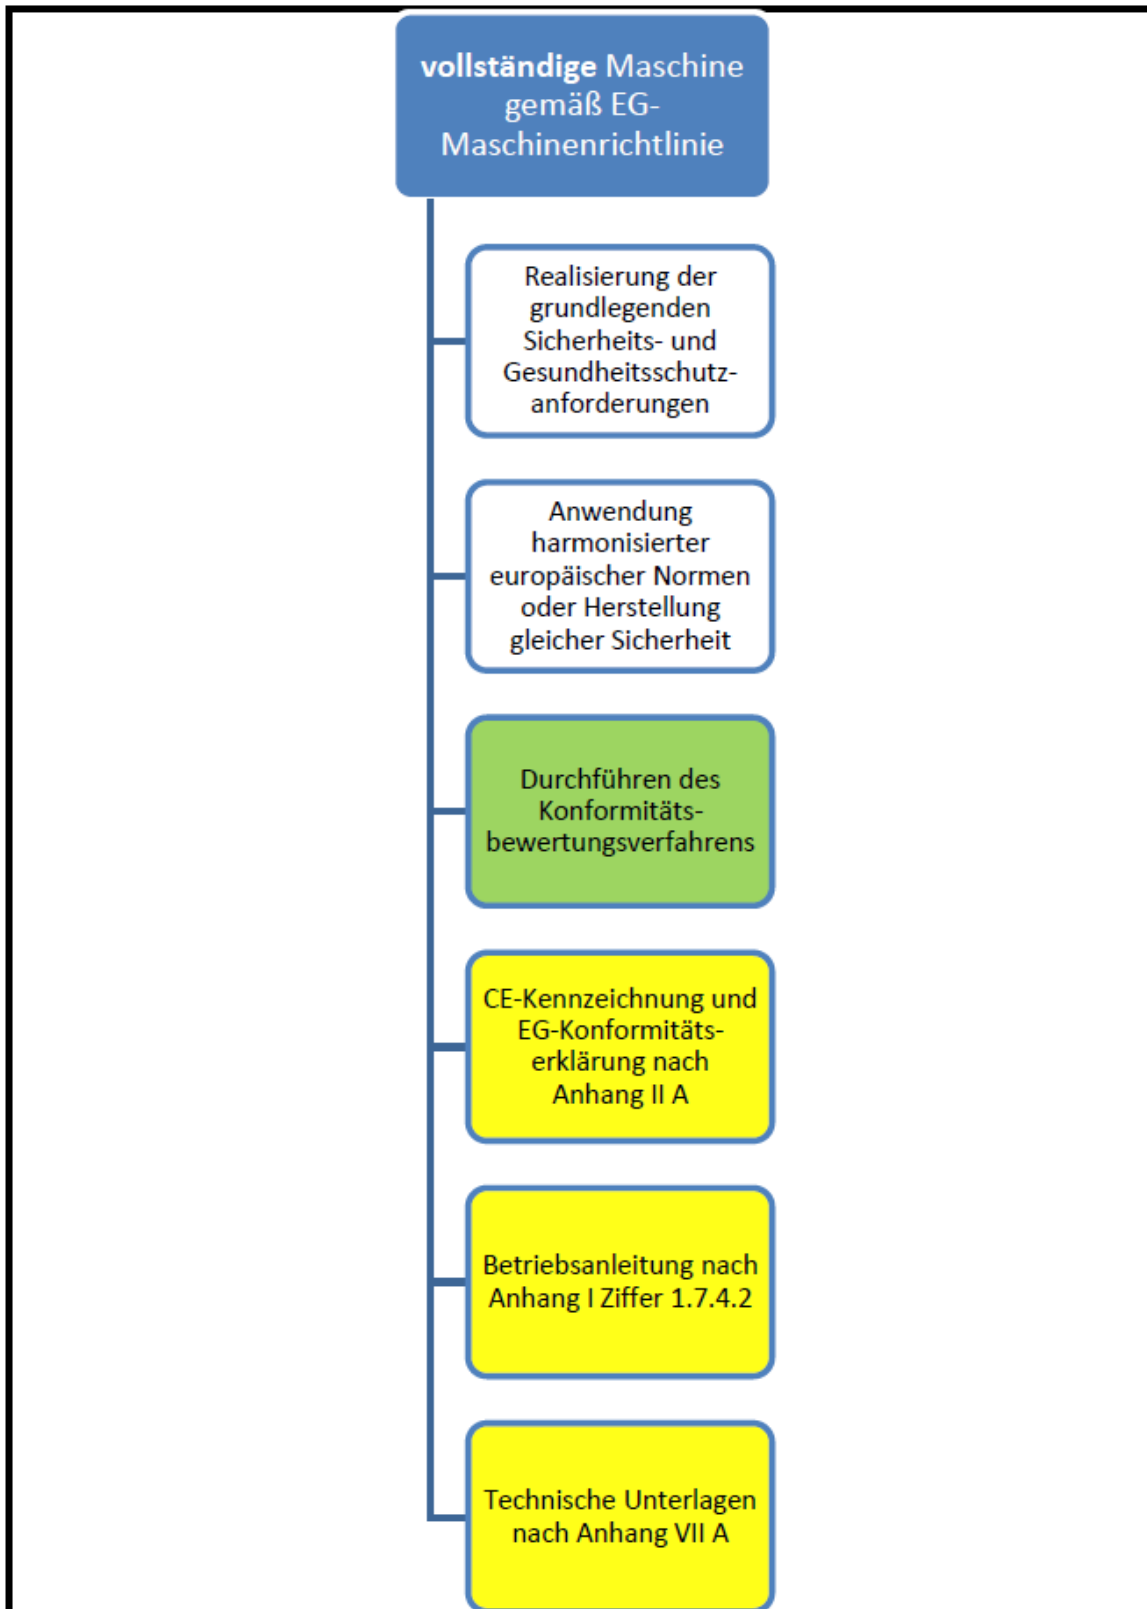 vollständige Maschine
gemäß EG-
Maschinenrichtlinie
Realisierung der
grundlegenden
Sicherheits- und
Gesundheitsschutz-
anforderungen
Anwendung
harmonisierter
europäischer Normen
oder Herstellung
gleicher Sicherheit
Durchführen des
Konformitäts-
bewertungsverfahrens
CE-Kennzeichnung und
EG-Konformitäts-
erklärung nach
Anhang II A
Betriebsanleitung nach
Anhang I Ziffer 1.7.4.2
Technische Unterlagen
nach Anhang VII A